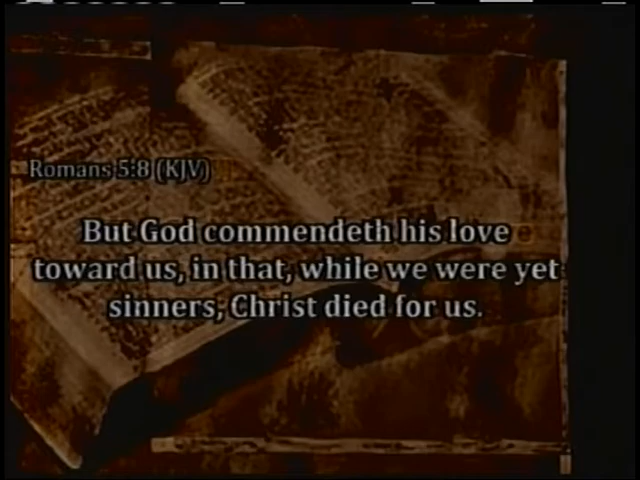 Romans 5:8 (KJV)
But God commendeth his love
toward us, in that, while we were yet
sinners, Christ died for us.